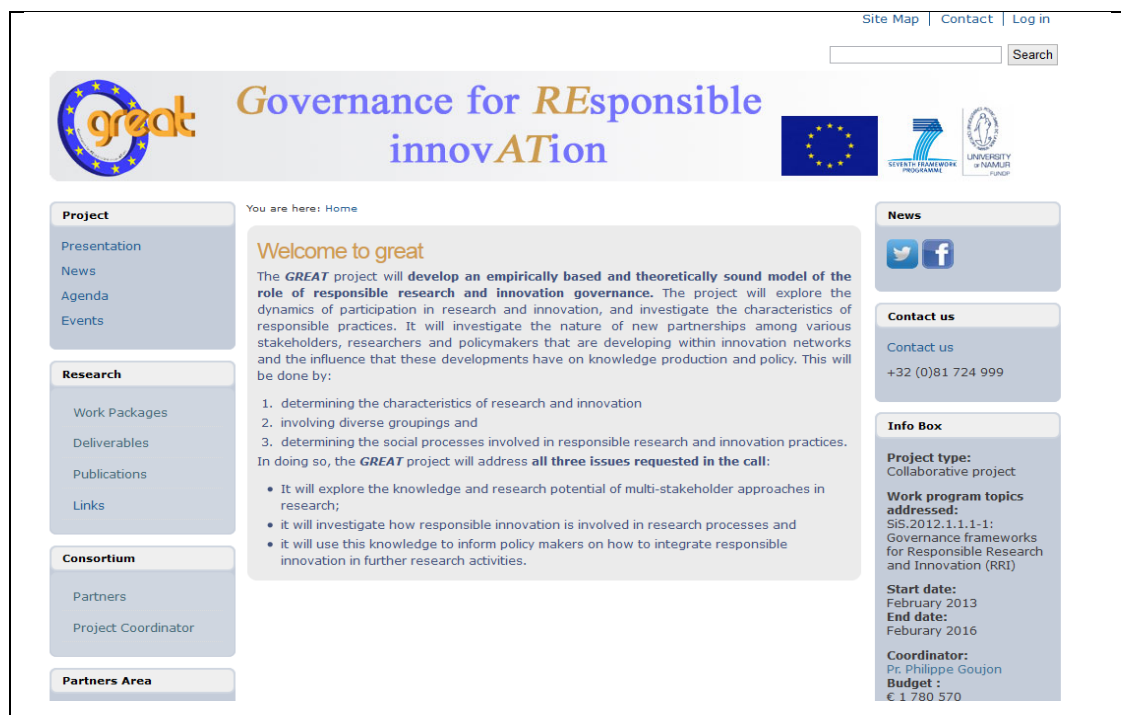 Site Map | Contact | Log in
Search
great
Governance for REsponsible
innovATion
SEVENTH FRAMEWORK
PROGRAMME
UNIVERSITY
OF NAMUR
FUNDP
Project
Presentation
News
Agenda
Events
Research
Work Packages
Deliverables
Publications
Links
Consortium
Partners
Project Coordinator
Partners Area
You are here: Home
Welcome to great
The GREAT project will develop an empirically based and theoretically sound model of the
role of responsible research and innovation governance. The project will explore the
dynamics of participation in research and innovation, and investigate the characteristics of
responsible practices. It will investigate the nature of new partnerships among various
stakeholders, researchers and policymakers that are developing within innovation networks
and the influence that these developments have on knowledge production and policy. This will
be done by:
1. determining the characteristics of research and innovation
2. involving diverse groupings and
3. determining the social processes involved in responsible research and innovation practices.
In doing so, the GREAT project will address all three issues requested in the call:
• It will explore the knowledge and research potential of multi-stakeholder approaches in
research;
• it will investigate how responsible innovation is involved in research processes and
• it will use this knowledge to inform policy makers on how to integrate responsible
innovation in further research activities.
News
Contact us
Contact us
+32 (0)81 724 999
Info Box
Project type:
Collaborative project
Work program topics
addressed:
SiS.2012.1.1.1-1:
Governance frameworks
for Responsible Research
and Innovation (RRI)
Start date:
February 2013
End date:
Feburary 2016
Coordinator:
Pr. Philippe Goujon
Budget :
€ 1 780 570